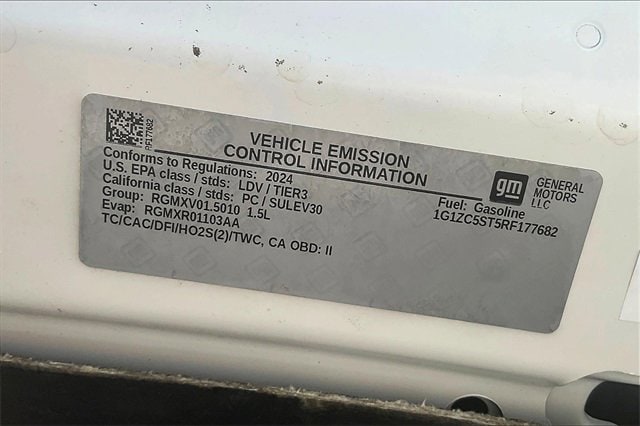 RF177682
VEHICLE EMISSION
CONTROL INFORMATION
Conforms to Regulations: 2024
U.S. EPA class / stds: LDV / TIER3
California class / stds: PC / SULEV30
Group: RGMXV01.5010 1.5L
Evap: RGMXR01103AA
TC/CAC/DFI/HO2S(2)/TWC, CA OBD: II
gm
GENERAL
MOTORS
LLC
Fuel: Gasoline
1G1ZC5ST5RF177682